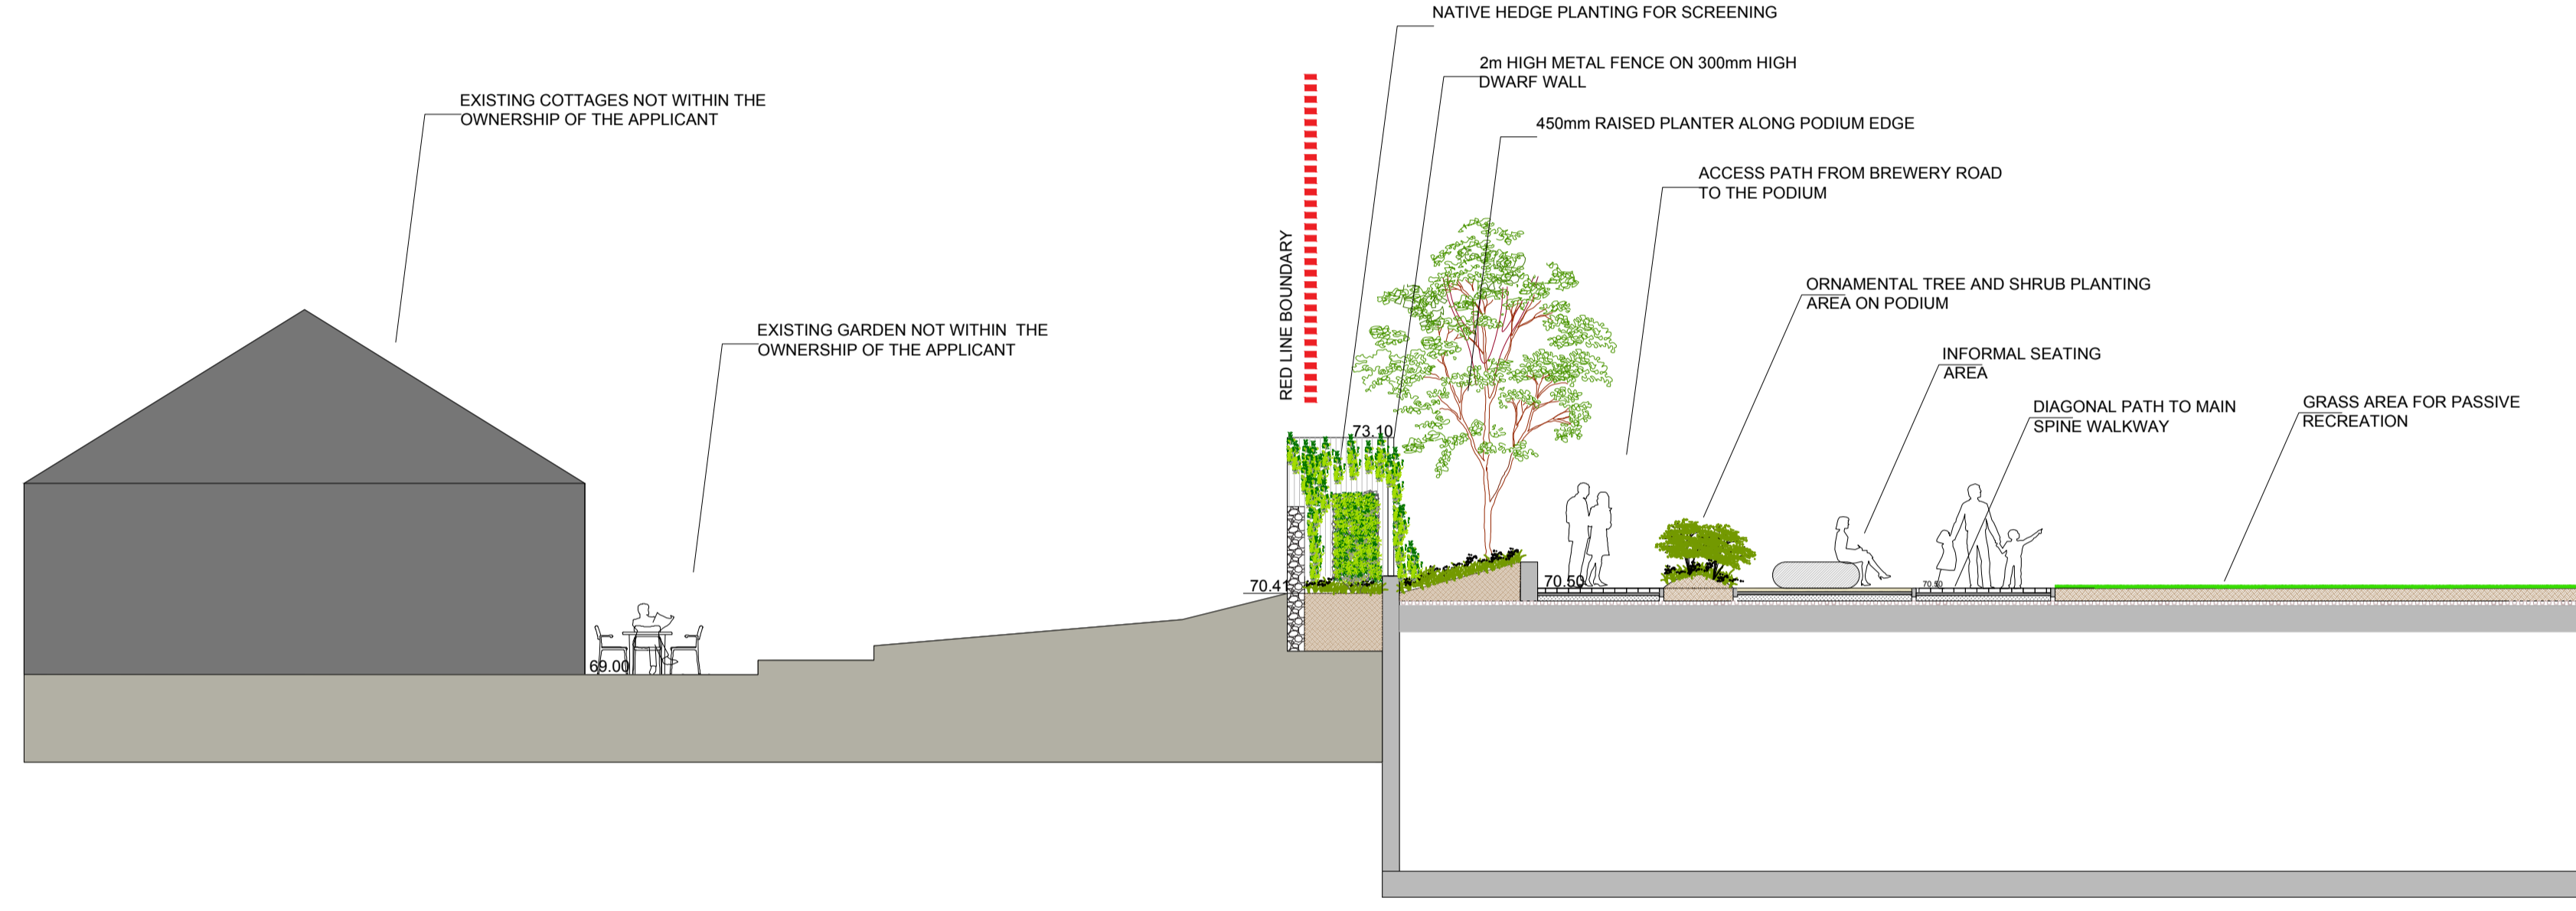 NATIVE HEDGE PLANTING FOR SCREENING
2m HIGH METAL FENCE ON 300mm HIGH
DWARF WALL
EXISTING COTTAGES NOT WITHIN THE
OWNERSHIP OF THE APPLICANT
450mm RAISED PLANTER ALONG PODIUM EDGE
ACCESS PATH FROM BREWERY ROAD
TO THE PODIUM
RED LINE BOUNDARY
ORNAMENTAL TREE AND SHRUB PLANTING
AREA ON PODIUM
EXISTING GARDEN NOT WITHIN THE
OWNERSHIP OF THE APPLICANT
INFORMAL SEATING
AREA
DIAGONAL PATH TO MAIN
SPINE WALKWAY
GRASS AREA FOR PASSIVE
RECREATION
73.10
70.41
70.50
70.50
69.00